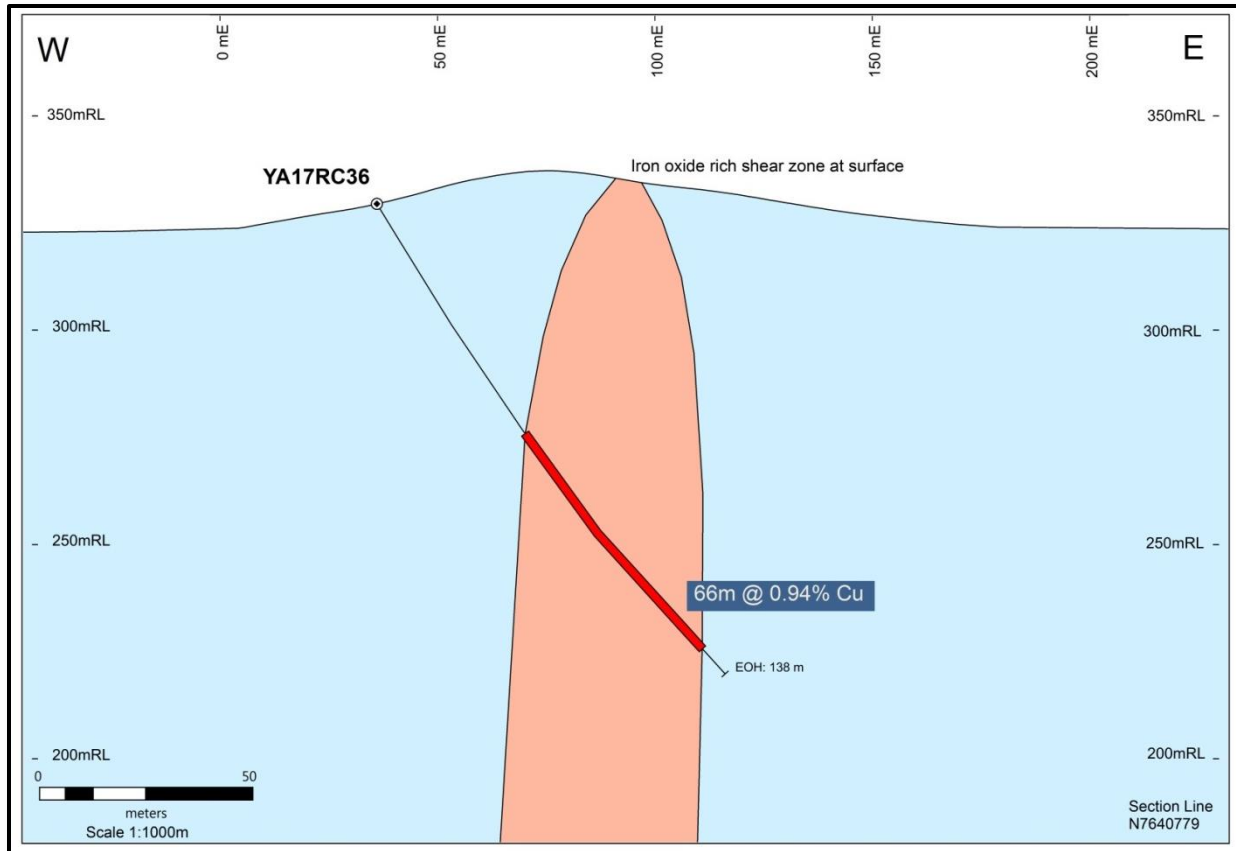 W
0 mE
50 mE
100 mE
150 mE
200 mE
E
350mRL
350mRL
Iron oxide rich shear zone at surface
YA17RC36
300mRL
300mRL
250mRL
250mRL
66m @ 0.94% Cu
EOH: 138 m
200mRL
200mRL
0 50
meters
Scale 1:1000m
Section Line
N7640779